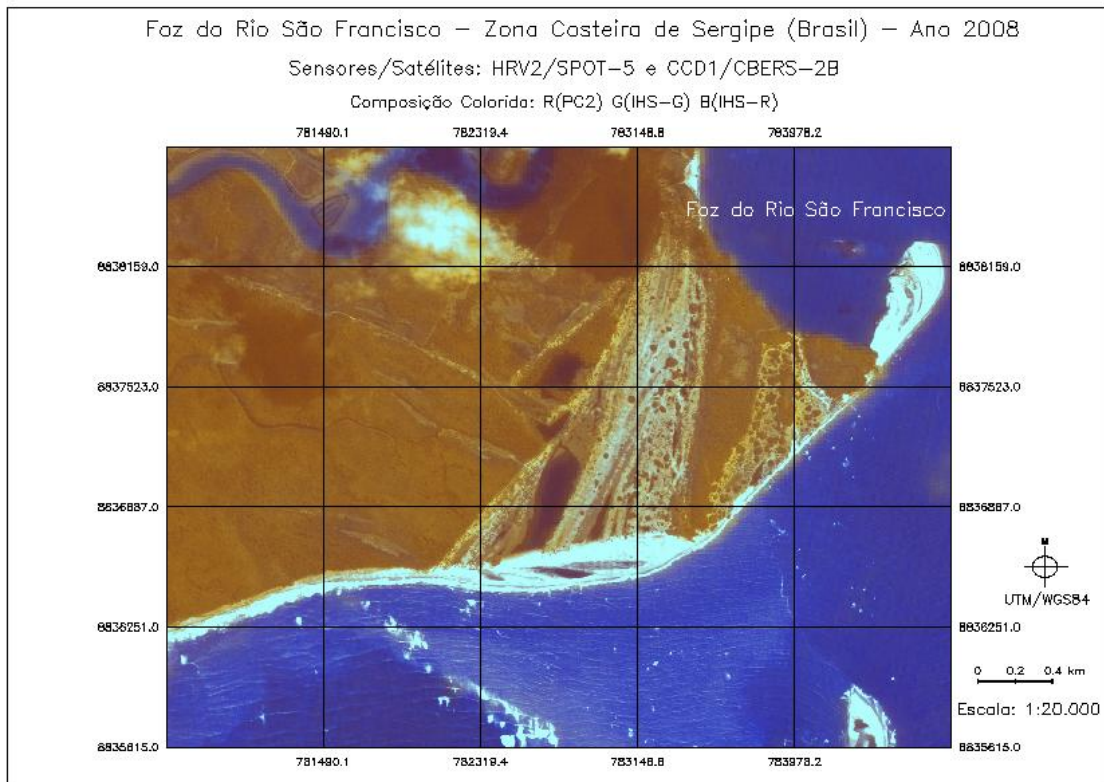 Foz do Rio São Francisco – Zona Costeira de Sergipe (Brasil) – Ano 2008
Sensores/Satélites: HRV2/SPOT-5 e CCD1/CBERS-2B
Composição Colorida: R(PC2) G(IHS-G) B(IHS-R)
781490.1 782319.4 783148.8 783978.2
Foz do Rio São Francisco
8838159.0 8838159.0
8837523.0 8837523.0
8836887.0 8836887.0
N
UTM/WGS84
8836251.0 8836251.0
0 0.2 0.4 km
Escala: 1:20.000
8835615.0 8835615.0
781490.1 782319.4 783148.8 783978.2